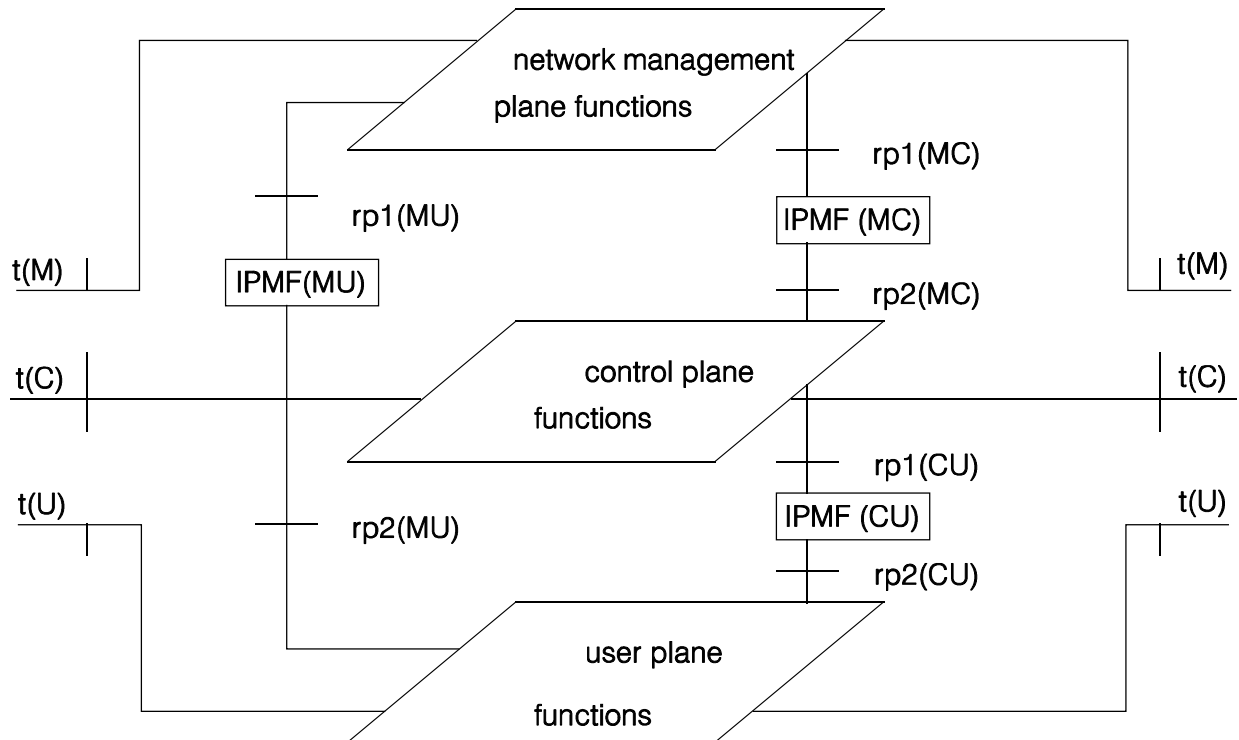 network management
plane functions
rp1(MC)
rp1(MU)
IPMF (MC)
t(M)
IPMF(MU)
t(M)
rp2(MC)
t(C)
control plane
t(C)
functions
rp1(CU)
t(U)
rp2(MU)
IPMF (CU)
t(U)
rp2(CU)
user plane
functions